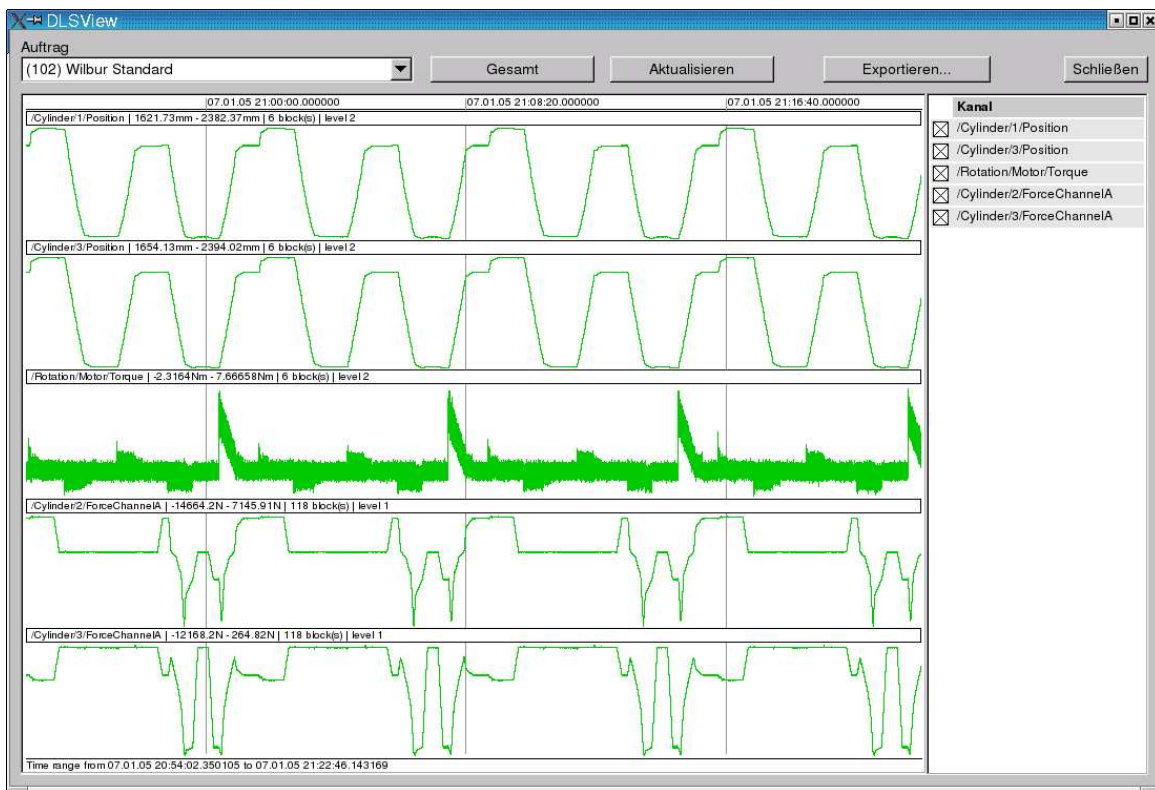 DLSView
Auftrag
(102) Wilbur Standard
Gesamt
Aktualisieren
Exportieren...
Schließen
07.01.05 21:00:00.000000
07.01.05 21:08:20.000000
07.01.05 21:16:40.000000
/Cylinder/1/Position | 1621.73mm - 2382.37mm | 6 block(s) | level 2
/Cylinder/3/Position | 1654.13mm - 2394.02mm | 6 block(s) | level 2
/Rotation/Motor/Torque | -2.3164Nm - 7.66658Nm | 6 block(s) | level 2
/Cylinder/2/ForceChannelA | -14664.2N - 7145.91N | 118 block(s) | level 1
/Cylinder/3/ForceChannelA | -12168.2N - 264.82N | 118 block(s) | level 1
Time range from 07.01.05 20:54:02.350105 to 07.01.05 21:22:46.143169
Kanal
/Cylinder/1/Position
/Cylinder/3/Position
/Rotation/Motor/Torque
/Cylinder/2/ForceChannelA
/Cylinder/3/ForceChannelA